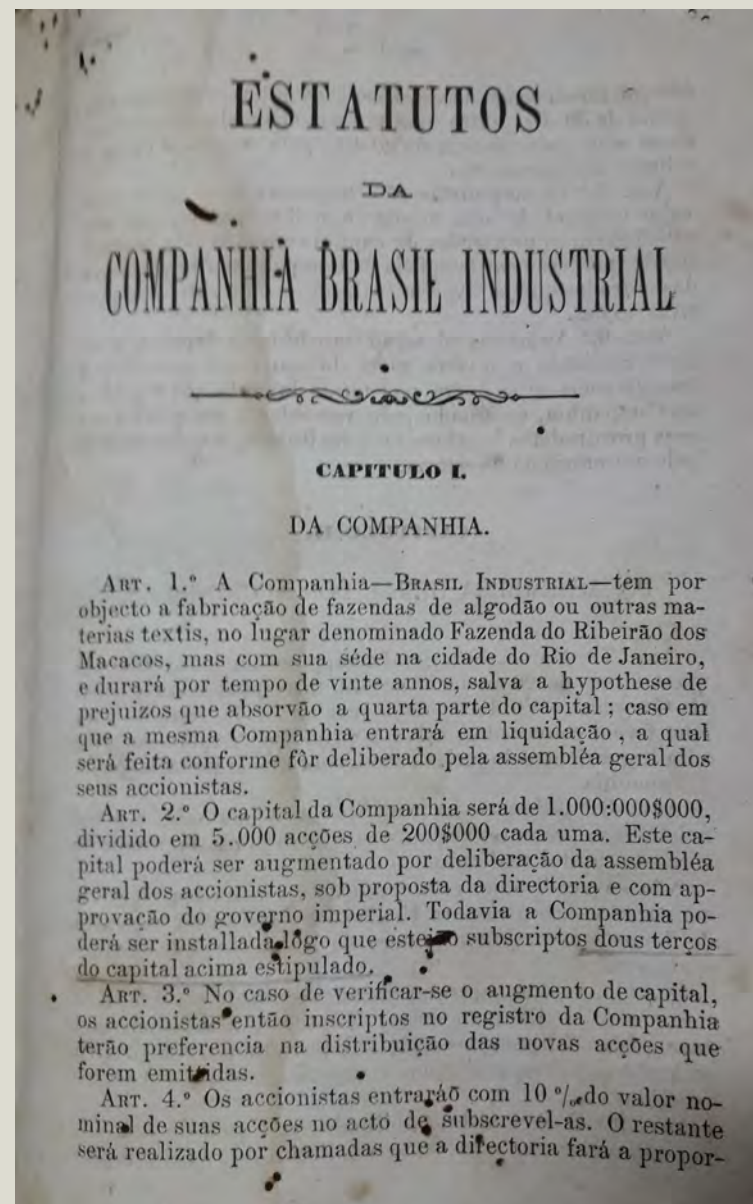 ESTATUTOS
DA
COMPANHIA BRASIL INDUSTRIAL
CAPITULO I.
DA COMPANHIA.
ART. 1.º A Companhia—BRASIL INDUSTRIAL—tem por
objecto a fabricação de fazendas de algodão ou outras ma-
terias textis, no lugar denominado Fazenda do Ribeirão dos
Macacos, mas com sua séde na cidade do Rio de Janeiro,
e durará por tempo de vinte annos, salva a hypothese de
prejuizos que absorvão a quarta parte do capital ; caso em
que a mesma Companhia entrará em liquidação , a qual
será feita conforme fôr deliberado pela assembléa geral dos
seus accionistas.
ART. 2.º O capital da Companhia será de 1.000:000$000,
dividido em 5.000 acções de 200$000 cada uma. Este ca-
pital poderá ser augmentado por deliberação da assembléa
geral dos accionistas, sob proposta da directoria e com ap-
provação do governo imperial. Todavia a Companhia po-
derá ser installada lógo que estejão subscriptos dous terços
do capital acima estipulado.
ART. 3.º No caso de verificar-se o augmento de capital,
os accionistas então inscriptos no registro da Companhia
terão preferencia na distribuição das novas acções que
forem emittidas.
ART. 4.º Os accionistas entraráõ com 10 º/ₒ do valor no-
minal de suas acções no acto de subscrevel-as. O restante
será realizado por chamadas que a directoria fará a propor-